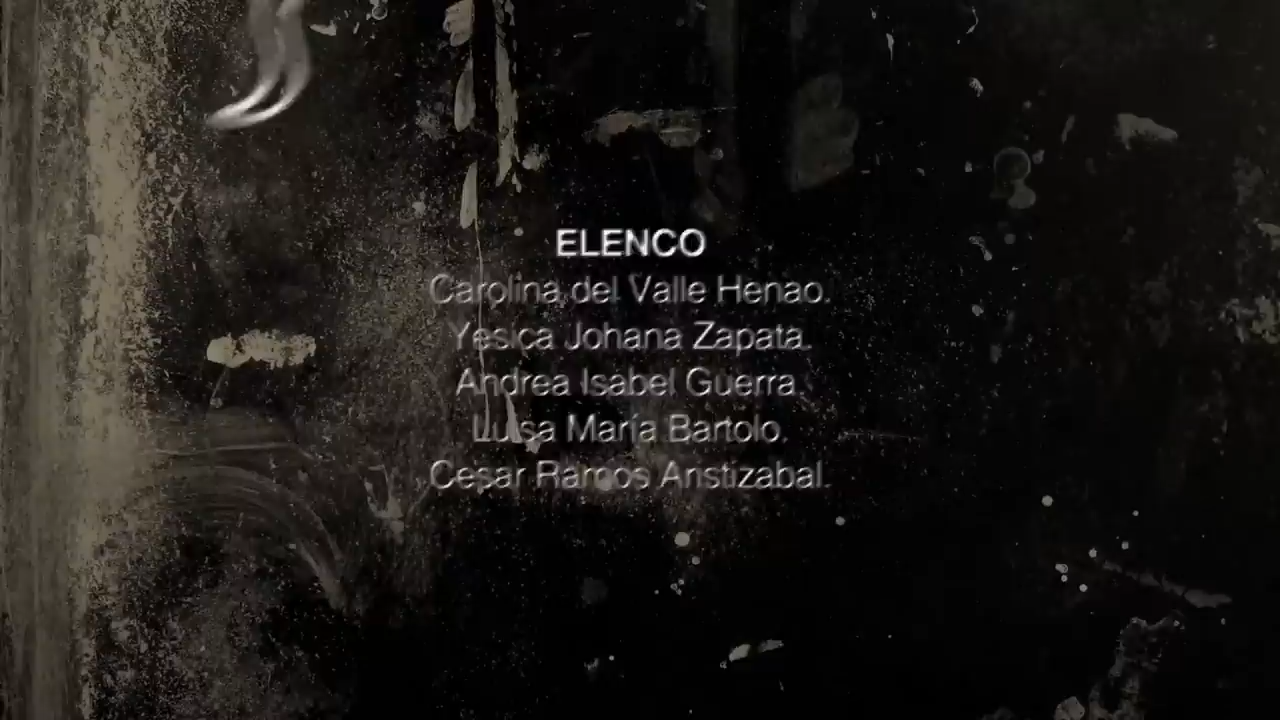 ELENCO
Carolina del Valle Henao.
Yesica Johana Zapata.
Andrea Isabel Guerra.
Luisa María Bartolo.
Cesar Ramos Aristizabal.